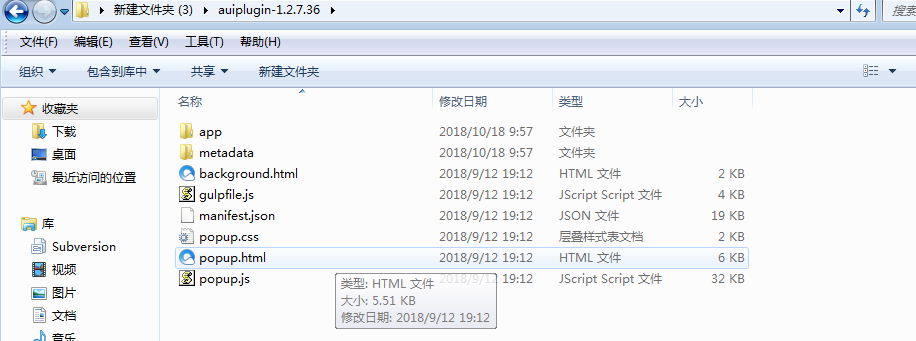 新建文件夹 (3) ▸ auiplugin-1.2.7.36 ▸
搜索
文件(F) 编辑(E) 查看(V) 工具(T) 帮助(H)
组织 包含到库中 共享 新建文件夹
名称 修改日期 类型 大小
收藏夹
下载
桌面
最近访问的位置
库
Subversion
视频
图片
文档
音乐
app 2018/10/18 9:57 文件夹
metadata 2018/10/18 9:57 文件夹
background.html 2018/9/12 19:12 HTML 文件 2 KB
gulpfile.js 2018/9/12 19:12 JScript Script 文件 4 KB
manifest.json 2018/9/12 19:12 JSON 文件 19 KB
popup.css 2018/9/12 19:12 层叠样式表文档 2 KB
popup.html 2018/9/12 19:12 HTML 文件 6 KB
popup.js 2018/9/12 19:12 JScript Script 文件 32 KB
类型: HTML 文件
大小: 5.51 KB
修改日期: 2018/9/12 19:12